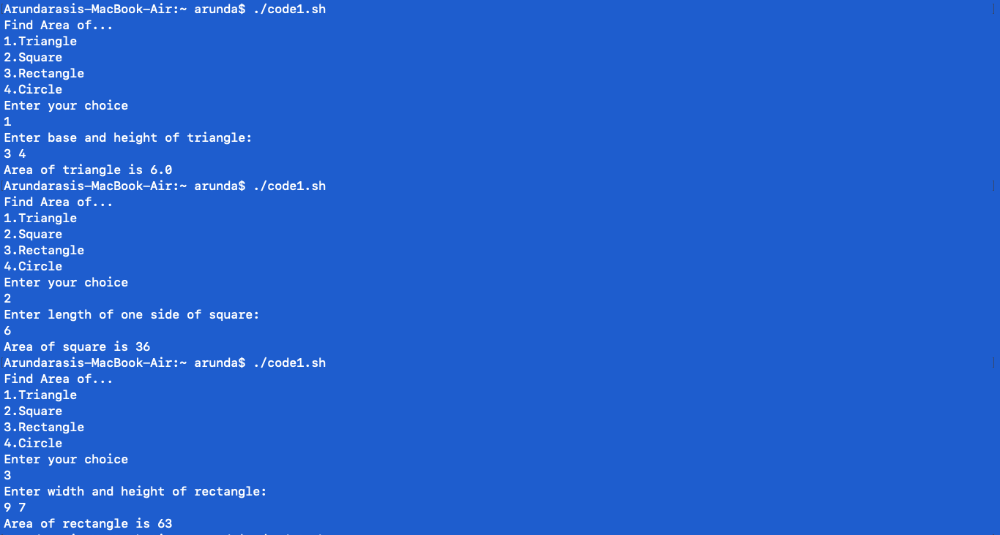 Arundarasis-MacBook-Air:~ arunda$ ./code1.sh
Find Area of...
1.Triangle
2.Square
3.Rectangle
4.Circle
Enter your choice
1
Enter base and height of triangle:
3 4
Area of triangle is 6.0
Arundarasis-MacBook-Air:~ arunda$ ./code1.sh
Find Area of...
1.Triangle
2.Square
3.Rectangle
4.Circle
Enter your choice
2
Enter length of one side of square:
6
Area of square is 36
Arundarasis-MacBook-Air:~ arunda$ ./code1.sh
Find Area of...
1.Triangle
2.Square
3.Rectangle
4.Circle
Enter your choice
3
Enter width and height of rectangle:
9 7
Area of rectangle is 63